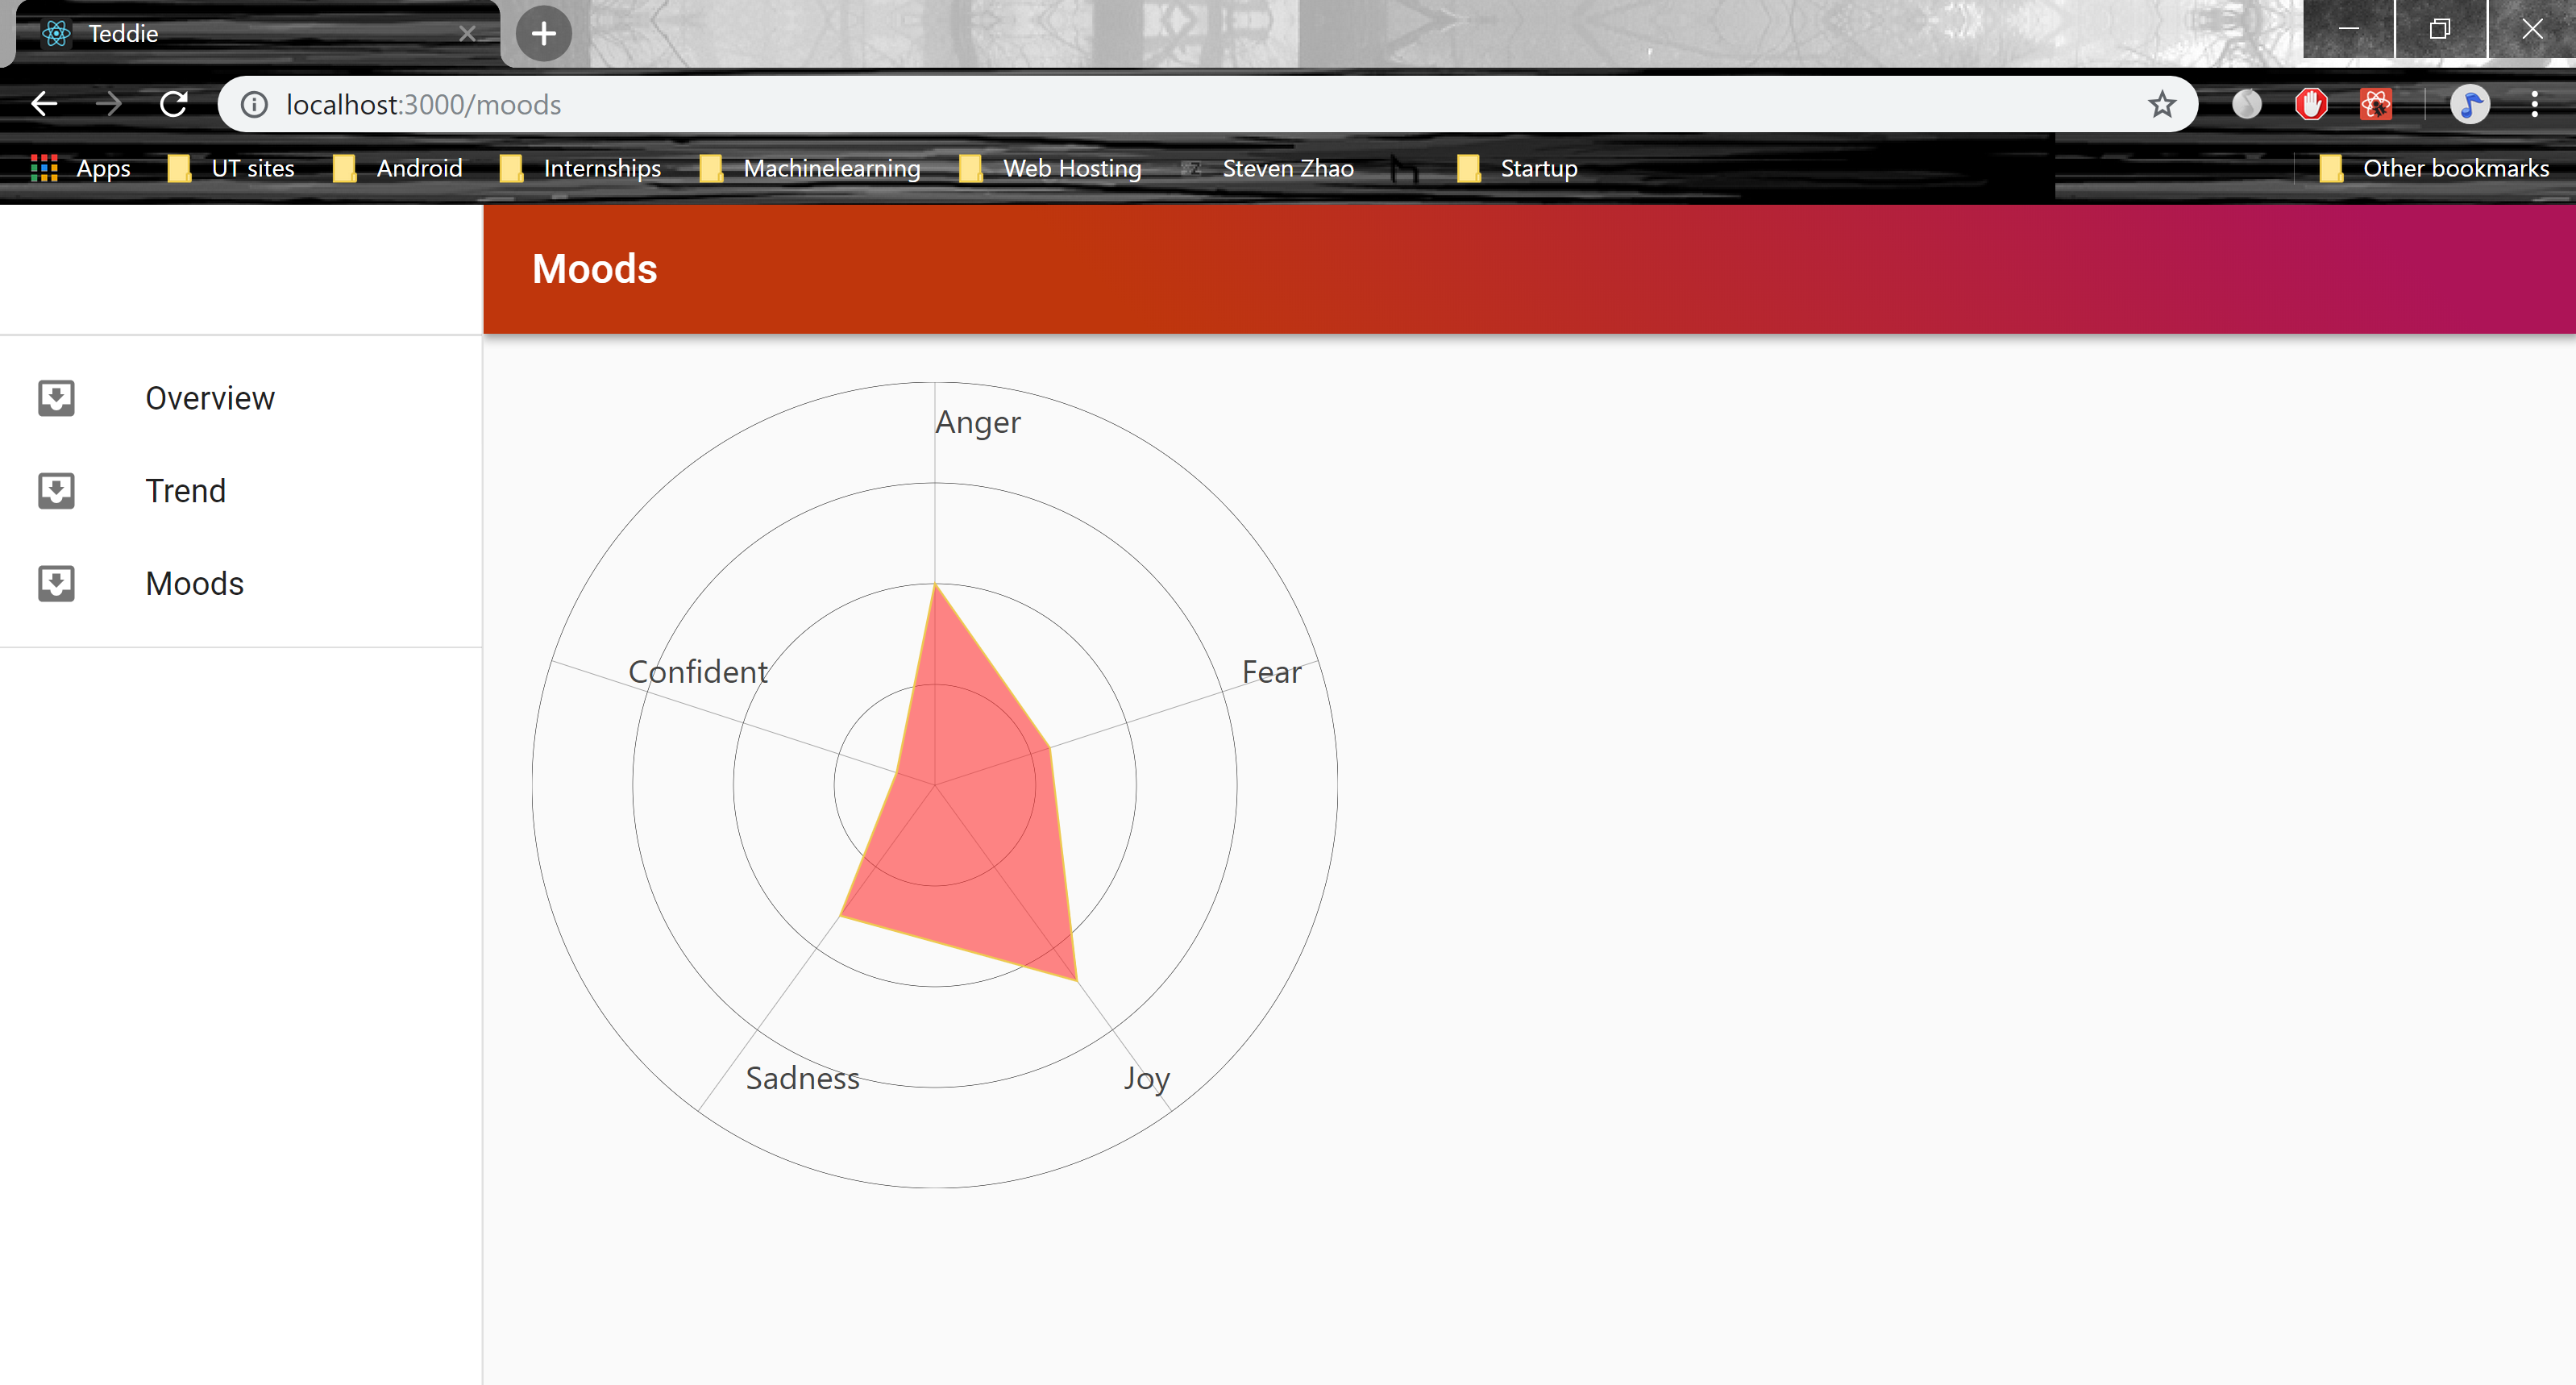 Teddie
localhost:3000/moods
Apps UT sites Android Internships Machinelearning Web Hosting Steven Zhao Startup Other bookmarks
Moods
Overview
Trend
Moods
Anger
Confident Fear
Sadness Joy